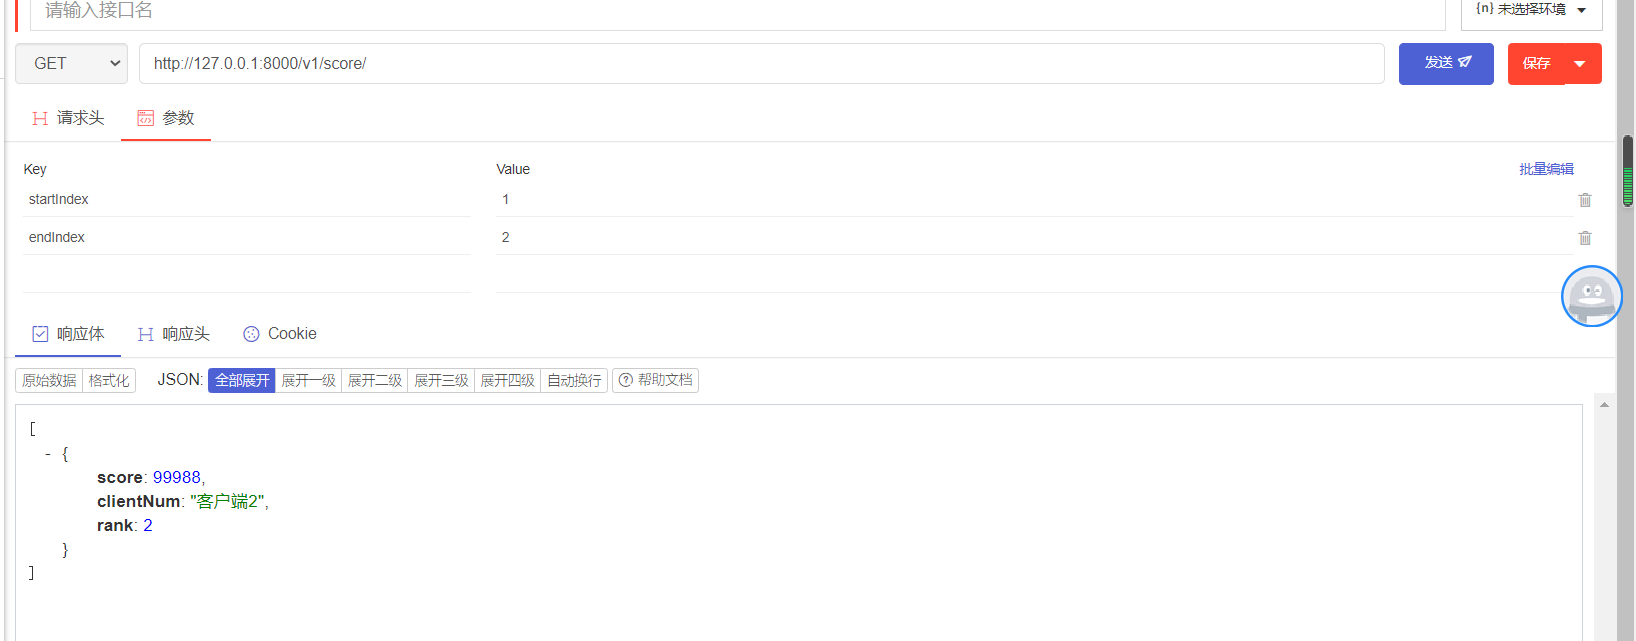 请输入接口名
{n} 未选择环境
GET
http://127.0.0.1:8000/v1/score/
发送
保存
请求头
参数
Key
Value
批量编辑
startIndex
1
endIndex
2
响应体
响应头
Cookie
原始数据
格式化
JSON:
全部展开
展开一级
展开二级
展开三级
展开四级
自动换行
帮助文档
[
- {
score: 99988,
clientNum: "客户端2",
rank: 2
}
]